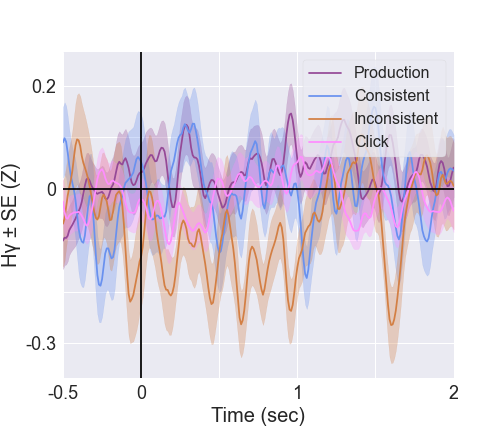 Production
Consistent
Inconsistent
Click
0.2
0
-0.3
Hγ ± SE (Z)
-0.5 0 1 2
Time (sec)